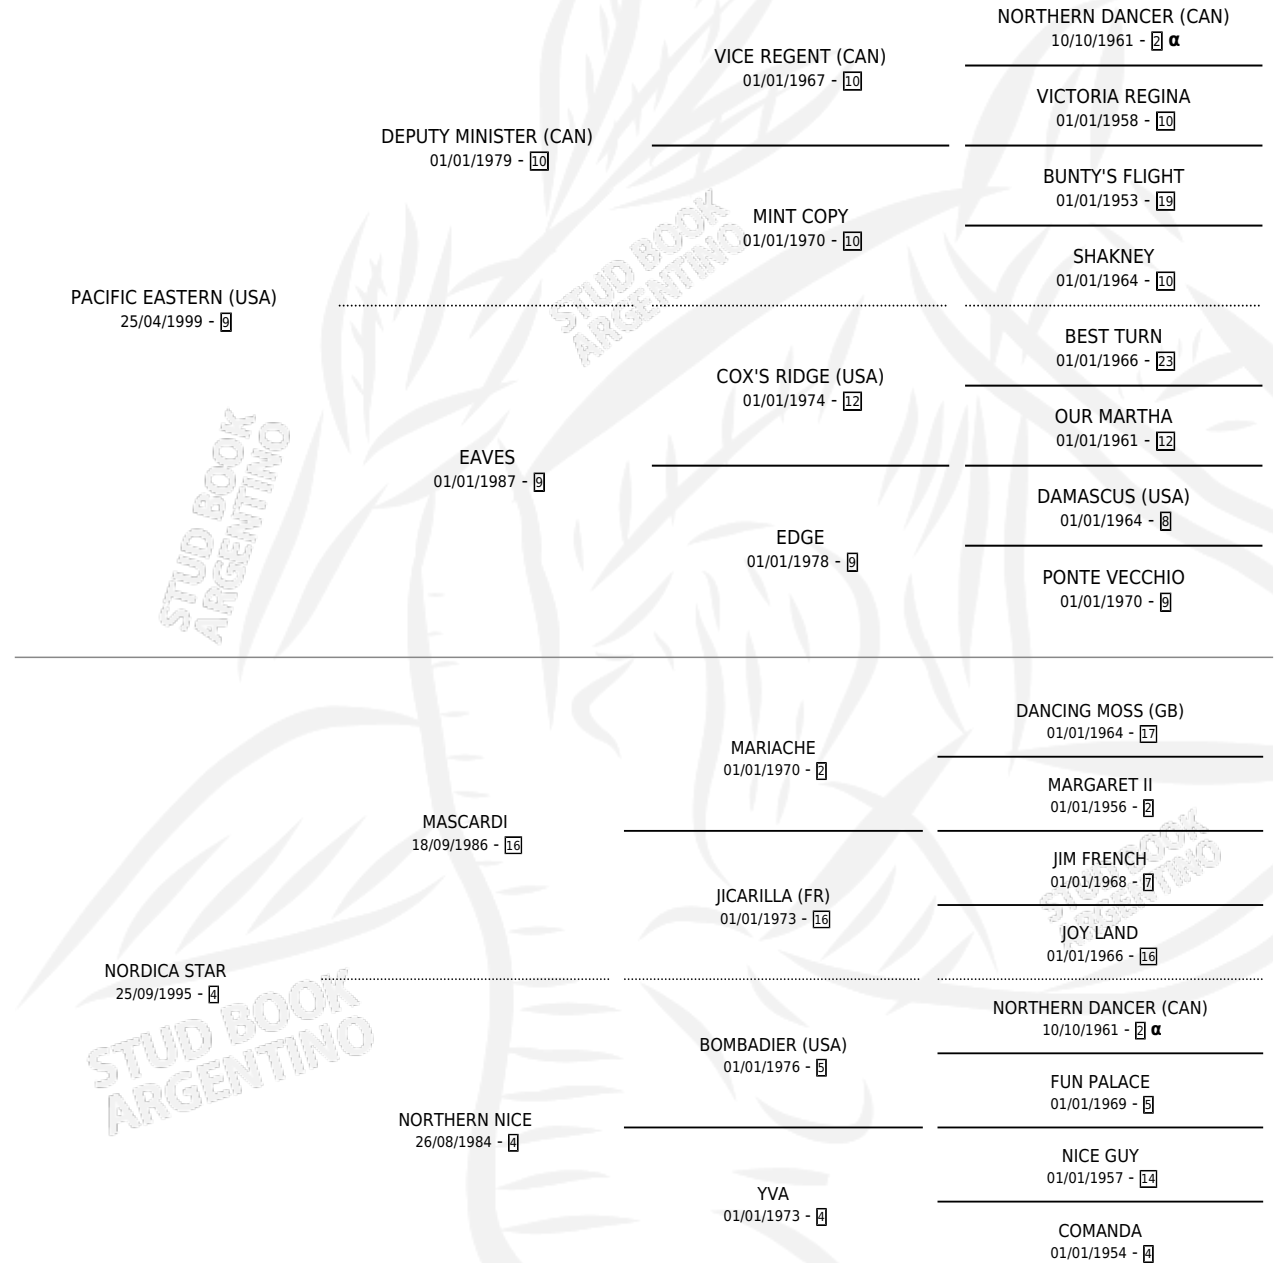 NORTHERN DANCER (CAN)
10/10/1961 - 2 α
VICE REGENT (CAN)
01/01/1967 - 10
VICTORIA REGINA
01/01/1958 - 10
DEPUTY MINISTER (CAN)
01/01/1979 - 10
BUNTY'S FLIGHT
01/01/1953 - 19
MINT COPY
01/01/1970 - 10
SHAKNEY
01/01/1964 - 10
PACIFIC EASTERN (USA)
25/04/1999 - 9
BEST TURN
01/01/1966 - 23
COX'S RIDGE (USA)
01/01/1974 - 12
OUR MARTHA
01/01/1961 - 12
EAVES
01/01/1987 - 9
DAMASCUS (USA)
01/01/1964 - 8
EDGE
01/01/1978 - 9
PONTE VECCHIO
01/01/1970 - 9
DANCING MOSS (GB)
01/01/1964 - 17
MARIACHE
01/01/1970 - 2
MARGARET II
01/01/1956 - 2
MASCARDI
18/09/1986 - 16
JIM FRENCH
01/01/1968 - 7
JICARILLA (FR)
01/01/1973 - 16
JOY LAND
01/01/1966 - 16
NORDICA STAR
25/09/1995 - 4
NORTHERN DANCER (CAN)
10/10/1961 - 2 α
BOMBADIER (USA)
01/01/1976 - 5
FUN PALACE
01/01/1969 - 5
NORTHERN NICE
26/08/1984 - 4
NICE GUY
01/01/1957 - 14
YVA
01/01/1973 - 4
COMANDA
01/01/1954 - 4
STUD BOOK
ARGENTINO
STUD BOOK
ARGENTINO
STUD BOOK
ARGENTINO
STUD BOOK
ARGENTINO